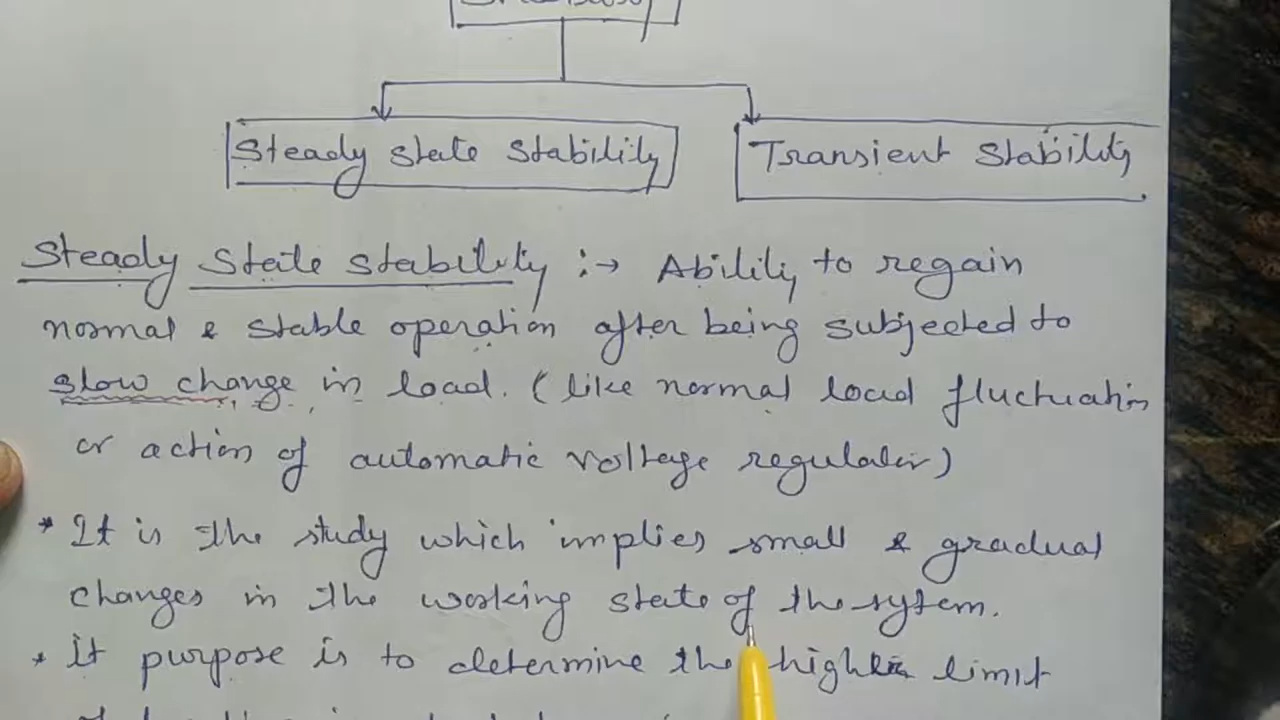 Steady state stability
Transient stability
Steady state stability :→ Ability to regain
normal & stable operation after being subjected to
slow change in load. (like normal load fluctuation
or action of automatic voltage regulator)
* It is the study which implies small & gradual
changes in the working state of the sytem.
* It purpose is to determine the limit